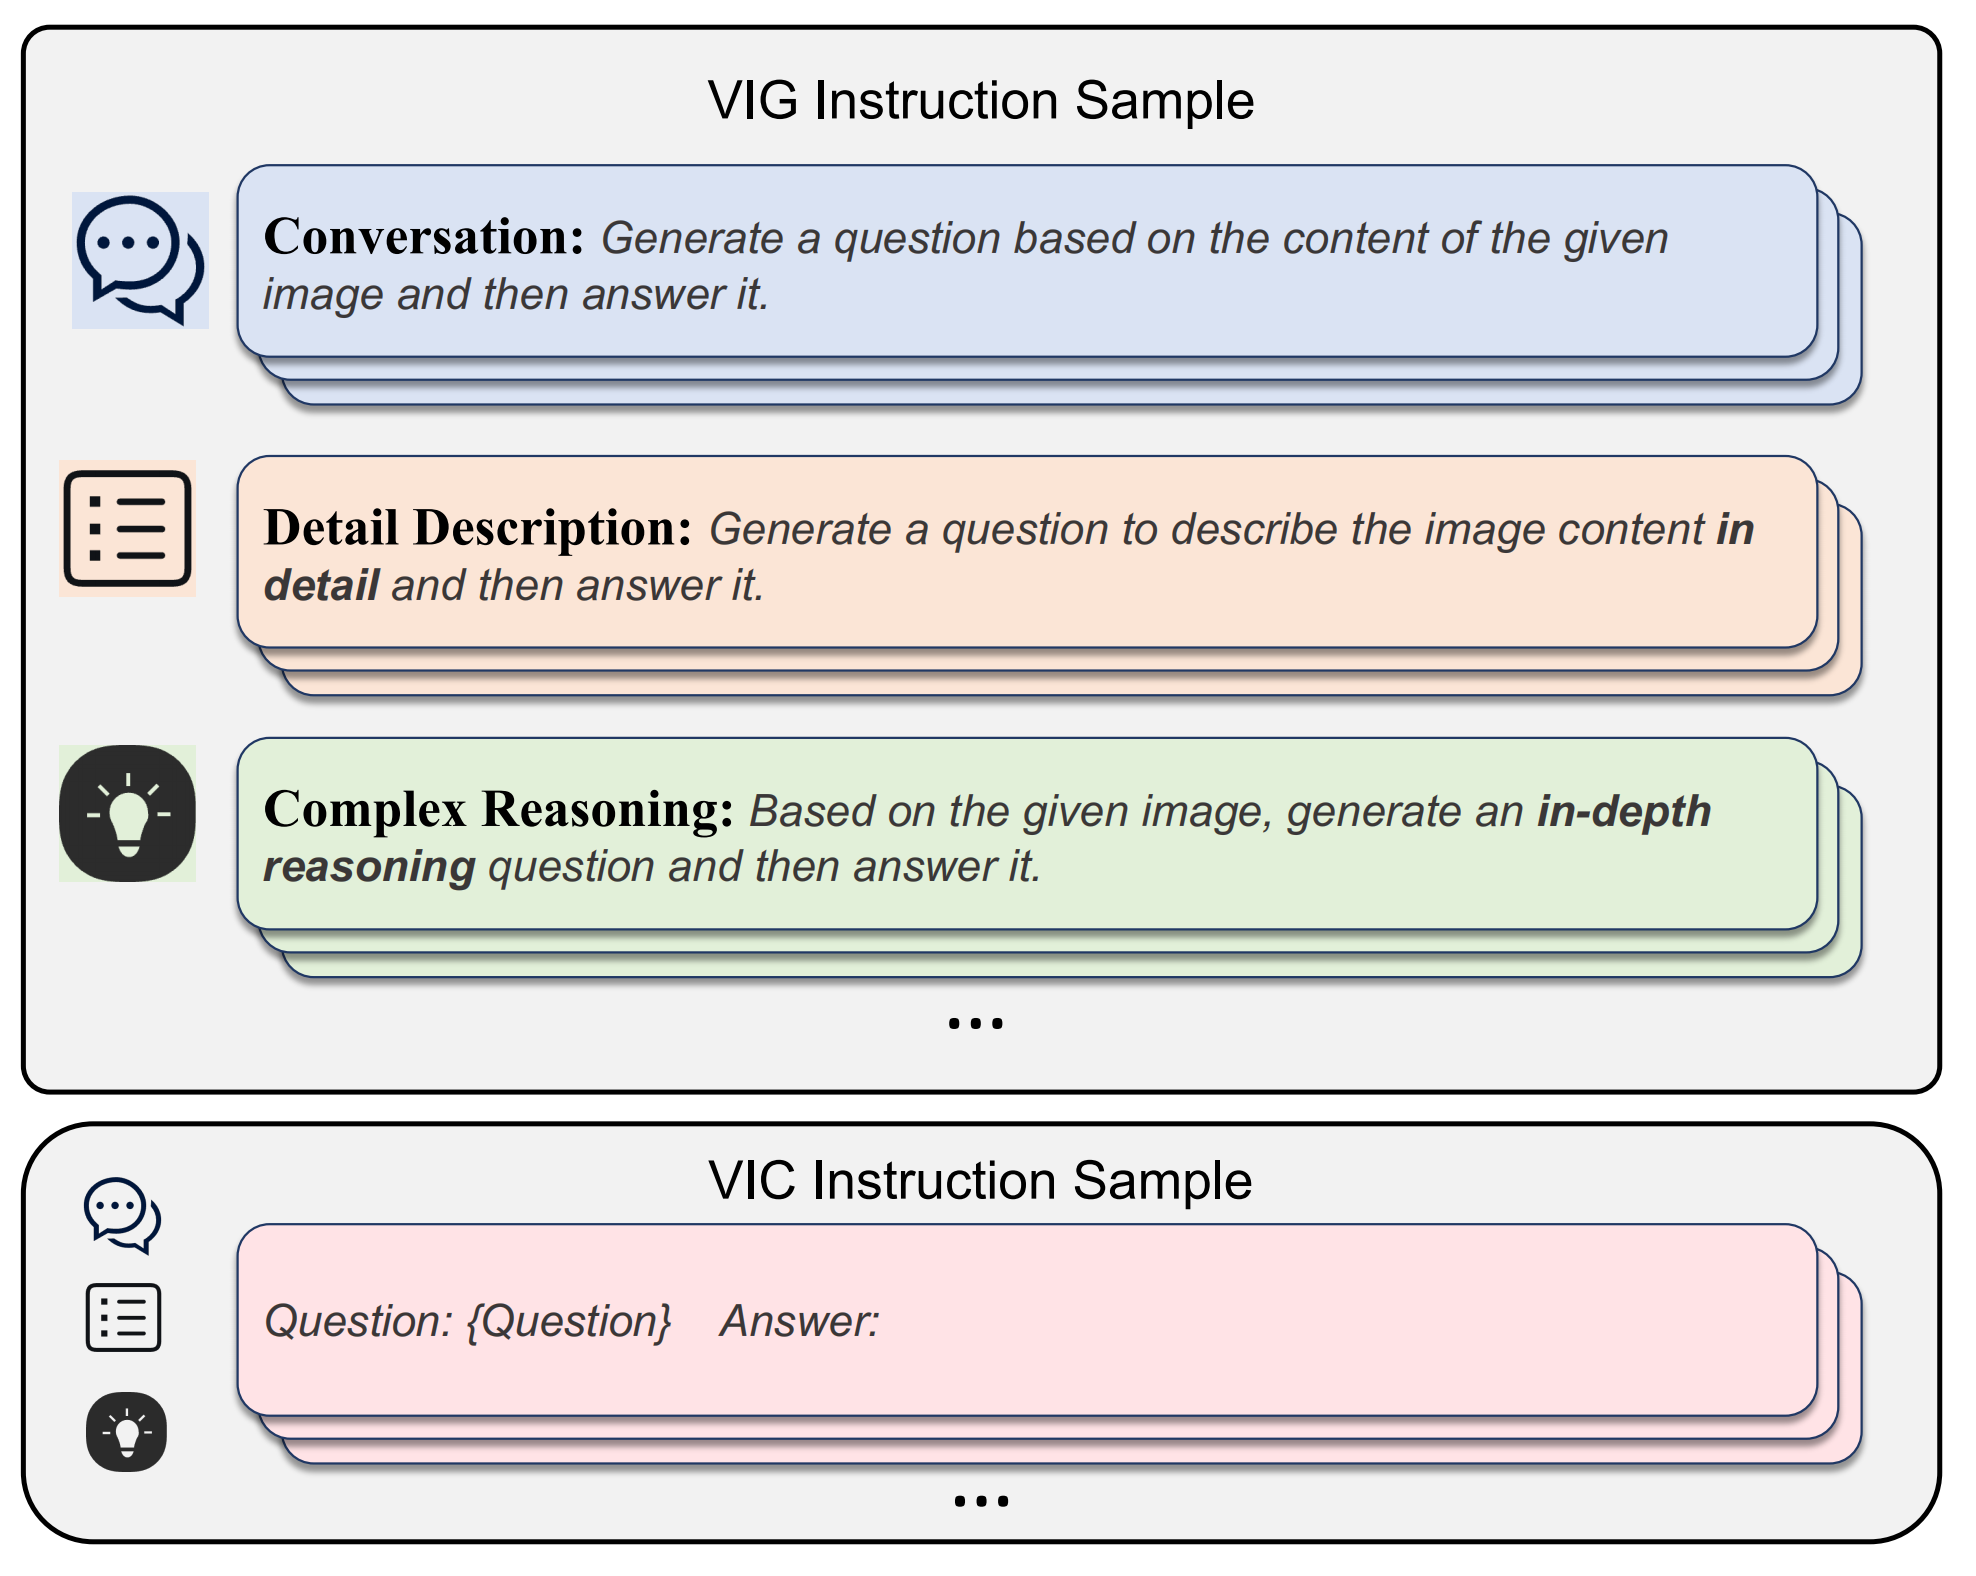 VIG Instruction Sample
Conversation: Generate a question based on the content of the given
image and then answer it.
Detail Description: Generate a question to describe the image content in
detail and then answer it.
Complex Reasoning: Based on the given image, generate an in-depth
reasoning question and then answer it.
...
VIC Instruction Sample
Question: {Question} Answer:
...